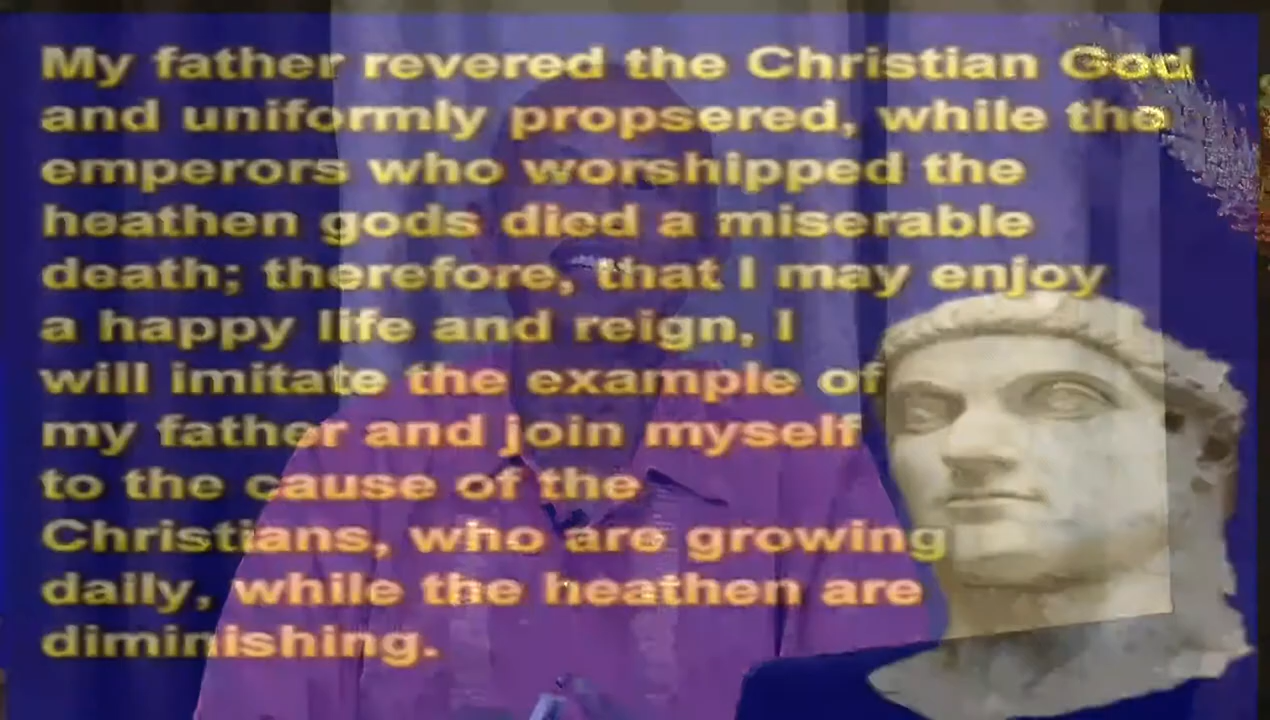 My father revered the Christian God
and uniformly propsered, while the
emperors who worshipped the
heathen gods died a miserable
death; therefore, that I may enjoy
a happy life and reign, I
will imitate the example of
my father and join myself
to the cause of the
Christians, who are growing
daily, while the heathen are
diminishing.